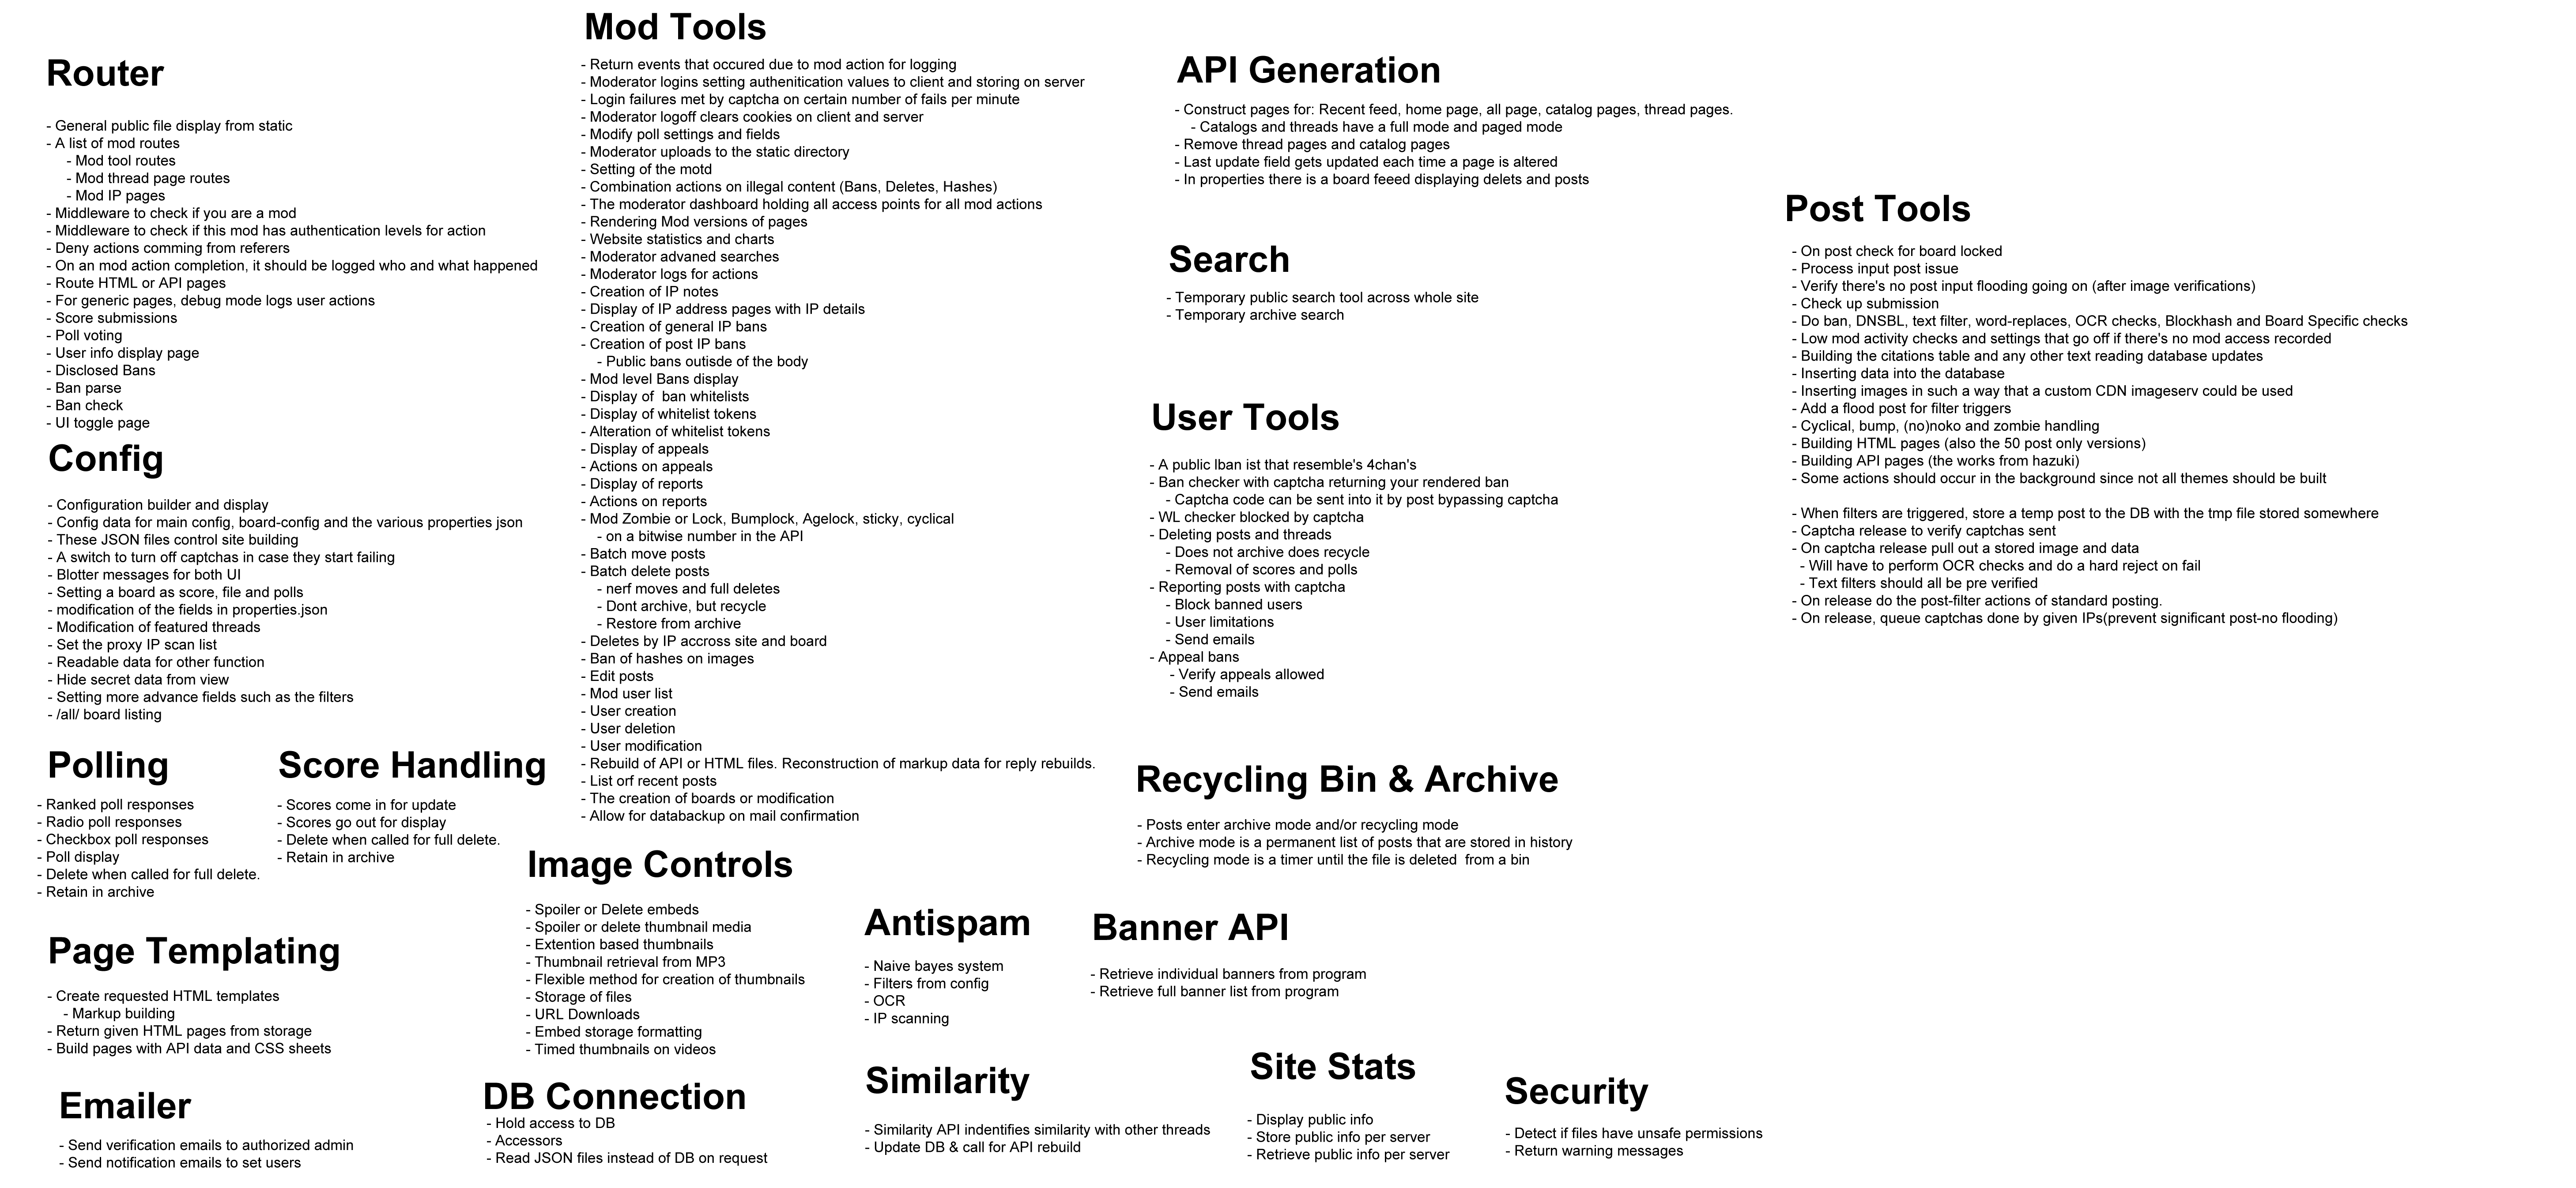 Router
- General public file display from static
- A list of mod routes
- Mod tool routes
- Mod thread page routes
- Mod IP pages
- Middleware to check if you are a mod
- Middleware to check if this mod has authentication levels for action
- Deny actions comming from referers
- On an mod action completion, it should be logged who and what happened
- Route HTML or API pages
- For generic pages, debug mode logs user actions
- Score submissions
- Poll voting
- User info display page
- Disclosed Bans
- Ban parse
- Ban check
- UI toggle page
Config
- Configuration builder and display
- Config data for main config, board-config and the various properties json
- These JSON files control site building
- A switch to turn off captchas in case they start failing
- Blotter messages for both UI
- Setting a board as score, file and polls
- modification of the fields in properties.json
- Modification of featured threads
- Set the proxy IP scan list
- Readable data for other function
- Hide secret data from view
- Setting more advance fields such as the filters
- /all/ board listing
Polling
- Ranked poll responses
- Radio poll responses
- Checkbox poll responses
- Poll display
- Delete when called for full delete.
- Retain in archive
Score Handling
- Scores come in for update
- Scores go out for display
- Delete when called for full delete.
- Retain in archive
Page Templating
- Create requested HTML templates
- Markup building
- Return given HTML pages from storage
- Build pages with API data and CSS sheets
Emailer
- Send verification emails to authorized admin
- Send notification emails to set users
Mod Tools
- Return events that occured due to mod action for logging
- Moderator logins setting authenitication values to client and storing on server
- Login failures met by captcha on certain number of fails per minute
- Moderator logoff clears cookies on client and server
- Modify poll settings and fields
- Moderator uploads to the static directory
- Setting of the motd
- Combination actions on illegal content (Bans, Deletes, Hashes)
- The moderator dashboard holding all access points for all mod actions
- Rendering Mod versions of pages
- Website statistics and charts
- Moderator advaned searches
- Moderator logs for actions
- Creation of IP notes
- Display of IP address pages with IP details
- Creation of general IP bans
- Creation of post IP bans
- Public bans outisde of the body
- Mod level Bans display
- Display of  ban whitelists
- Display of whitelist tokens
- Alteration of whitelist tokens
- Display of appeals
- Actions on appeals
- Display of reports
- Actions on reports
- Mod Zombie or Lock, Bumplock, Agelock, sticky, cyclical
- on a bitwise number in the API
- Batch move posts
- Batch delete posts
- nerf moves and full deletes
- Dont archive, but recycle
- Restore from archive
- Deletes by IP accross site and board
- Ban of hashes on images
- Edit posts
- Mod user list
- User creation
- User deletion
- User modification
- Rebuild of API or HTML files. Reconstruction of markup data for reply rebuilds.
- List orf recent posts
- The creation of boards or modification
- Allow for databackup on mail confirmation
Image Controls
- Spoiler or Delete embeds
- Spoiler or delete thumbnail media
- Extention based thumbnails
- Thumbnail retrieval from MP3
- Flexible method for creation of thumbnails
- Storage of files
- URL Downloads
- Embed storage formatting
- Timed thumbnails on videos
DB Connection
- Hold access to DB
- Accessors
- Read JSON files instead of DB on request
Antispam
- Naive bayes system
- Filters from config
- OCR
- IP scanning
Similarity
- Similarity API indentifies similarity with other threads
- Update DB & call for API rebuild
API Generation
- Construct pages for: Recent feed, home page, all page, catalog pages, thread pages.
- Catalogs and threads have a full mode and paged mode
- Remove thread pages and catalog pages
- Last update field gets updated each time a page is altered
- In properties there is a board feeed displaying delets and posts
Search
- Temporary public search tool across whole site
- Temporary archive search
User Tools
- A public lban ist that resemble's 4chan's
- Ban checker with captcha returning your rendered ban
- Captcha code can be sent into it by post bypassing captcha
- WL checker blocked by captcha
- Deleting posts and threads
- Does not archive does recycle
- Removal of scores and polls
- Reporting posts with captcha
- Block banned users
- User limitations
- Send emails
- Appeal bans
- Verify appeals allowed
- Send emails
Recycling Bin & Archive
- Posts enter archive mode and/or recycling mode
- Archive mode is a permanent list of posts that are stored in history
- Recycling mode is a timer until the file is deleted  from a bin
Banner API
- Retrieve individual banners from program
- Retrieve full banner list from program
Site Stats
- Display public info
- Store public info per server
- Retrieve public info per server
Security
- Detect if files have unsafe permissions
- Return warning messages
Post Tools
- On post check for board locked
- Process input post issue
- Verify there's no post input flooding going on (after image verifications)
- Check up submission
- Do ban, DNSBL, text filter, word-replaces, OCR checks, Blockhash and Board Specific checks
- Low mod activity checks and settings that go off if there's no mod access recorded
- Building the citations table and any other text reading database updates
- Inserting data into the database
- Inserting images in such a way that a custom CDN imageserv could be used
- Add a flood post for filter triggers
- Cyclical, bump, (no)noko and zombie handling
- Building HTML pages (also the 50 post only versions)
- Building API pages (the works from hazuki)
- Some actions should occur in the background since not all themes should be built
- When filters are triggered, store a temp post to the DB with the tmp file stored somewhere
- Captcha release to verify captchas sent
- On captcha release pull out a stored image and data
- Will have to perform OCR checks and do a hard reject on fail
- Text filters should all be pre verified
- On release do the post-filter actions of standard posting.
- On release, queue captchas done by given IPs(prevent significant post-no flooding)